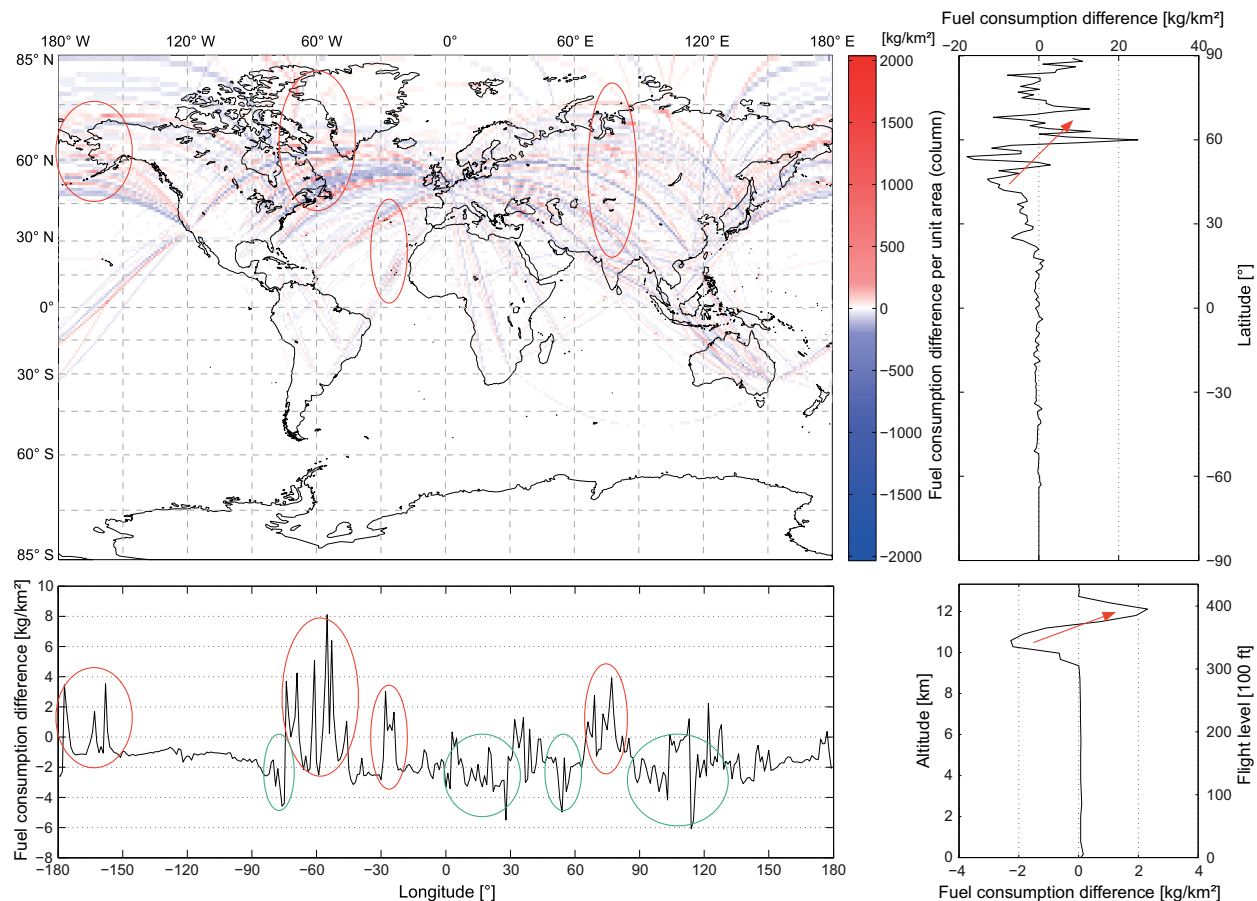 Fuel consumption difference [kg/km²]
180° W 120° W 60° W 0° 60° E 120° E 180° E [kg/km²] −20 0 20 40
85° N 2000 90
1500
60° N 1000 60
30° N 500 30
0° 0 0
30° S −500 −30
60° S −1000 −60
−1500
85° S −2000 −90
Fuel consumption difference per unit area (column)
Latitude [°]
10
8
6
4
2
0
−2
−4
−6
−8
Fuel consumption difference [kg/km²]
−180 −150 −120 −90 −60 −30 0 30 60 90 120 150 180
Longitude [°]
12
10
8
6
4
2
0
Altitude [km]
400
300
200
100
0
Flight level [100 ft]
−4 −2 0 2 4
Fuel consumption difference [kg/km²]